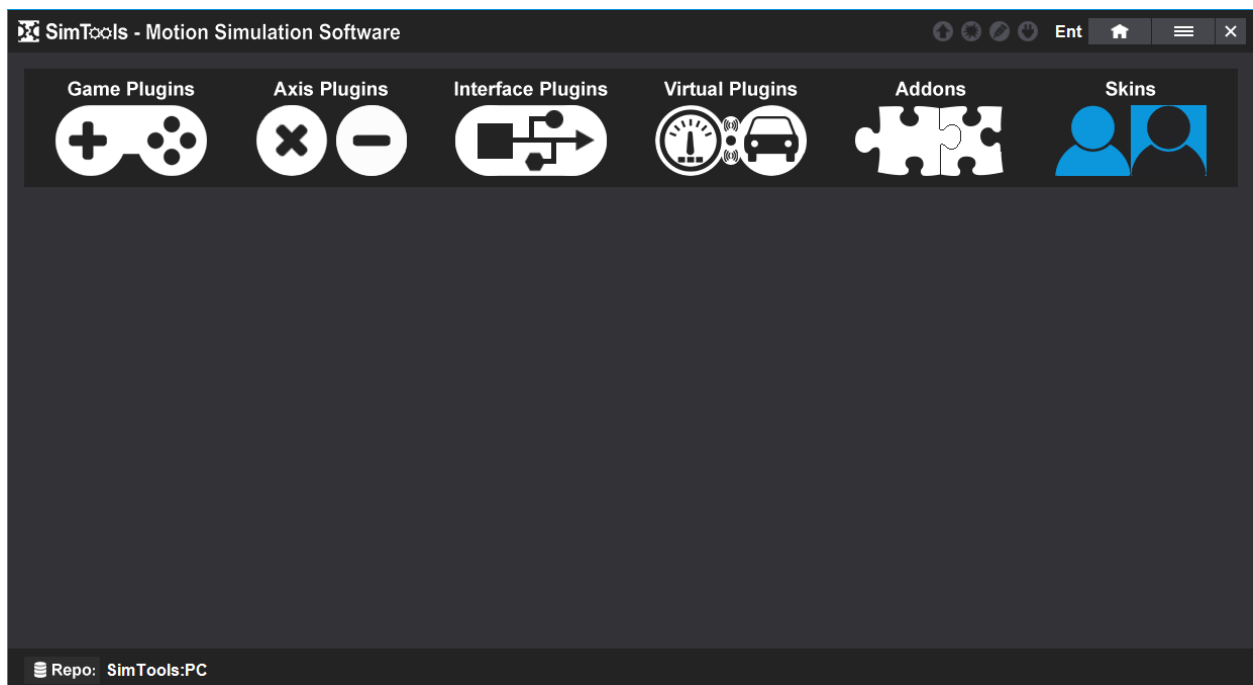 SimTools - Motion Simulation Software
Ent
Game Plugins
Axis Plugins
Interface Plugins
Virtual Plugins
Addons
Skins
Repo: SimTools:PC